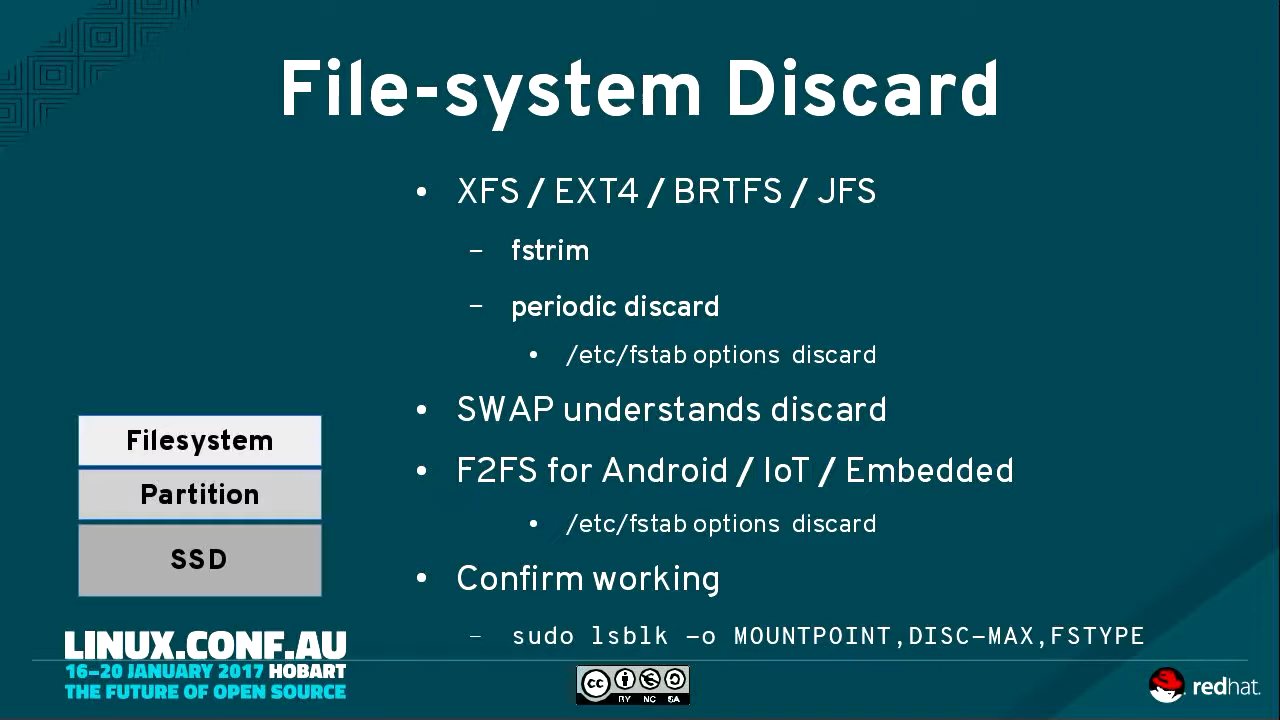 File-system Discard
XFS / EXT4 / BRTFS / JFS
fstrim
periodic discard
/etc/fstab options discard
SWAP understands discard
F2FS for Android / IoT / Embedded
/etc/fstab options discard
Confirm working
sudo lsblk -o MOUNTPOINT,DISC-MAX,FSTYPE
Filesystem
Partition
SSD
LINUX.CONF.AU
16-20 JANUARY 2017 HOBART
THE FUTURE OF OPEN SOURCE
cc
BY NC SA
redhat.